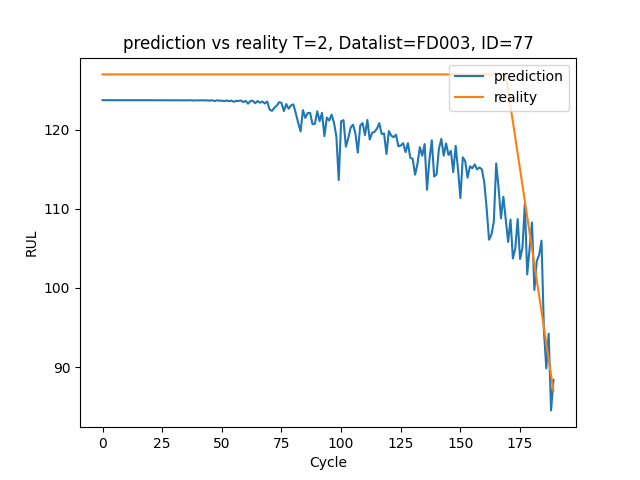 prediction vs reality T=2, Datalist=FD003, ID=77
prediction
reality
RUL
120
110
100
90
0 25 50 75 100 125 150 175
Cycle